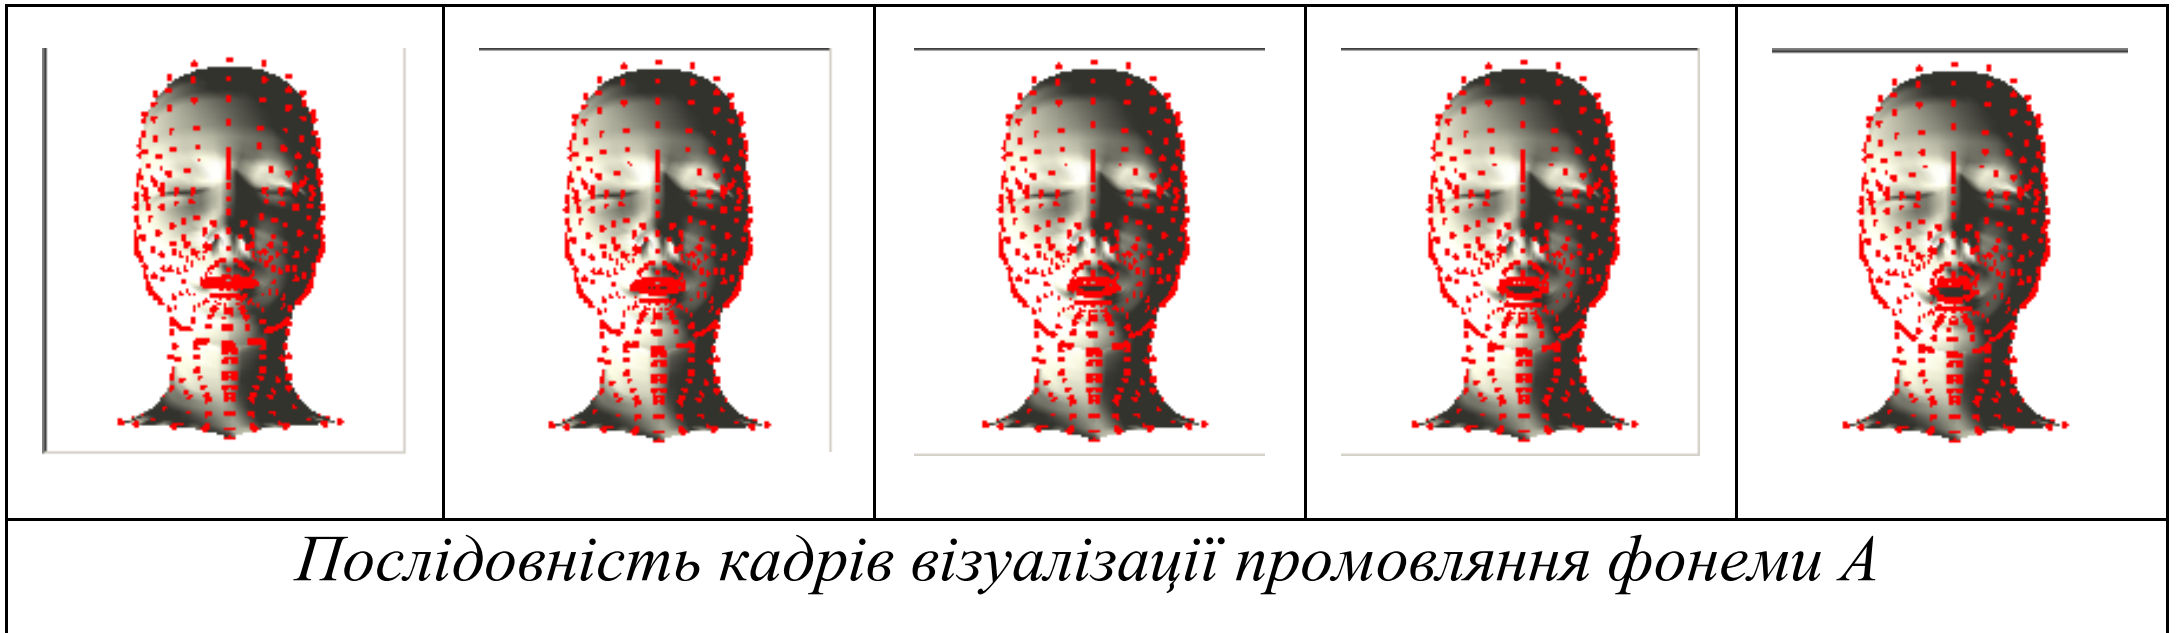 Послідовність кадрів візуалізації промовляння фонеми А